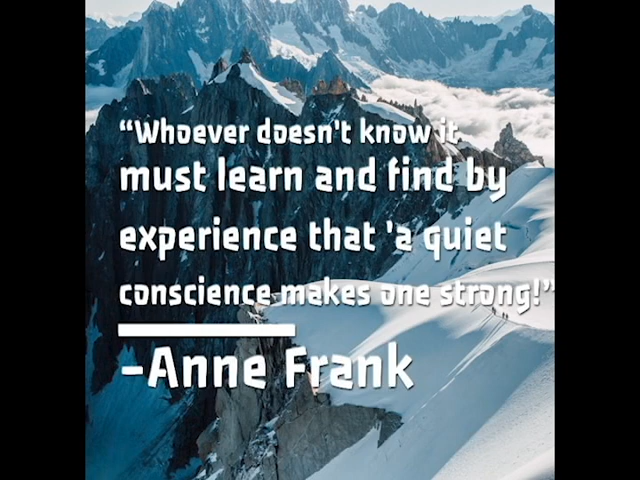 “Whoever doesn't know it
must learn and find by
experience that 'a quiet
conscience makes one strong!”
-Anne Frank